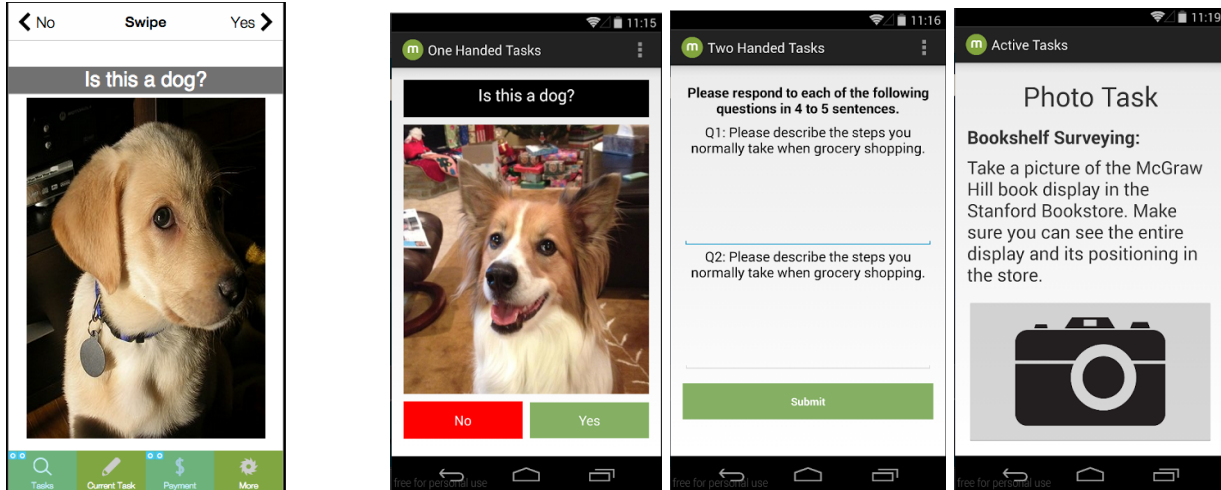 No
Swipe
Yes
Is this a dog?
Tasks
Current Task
Payment
More
11:15
m One Handed Tasks
Is this a dog?
No
Yes
free for personal use
11:16
m Two Handed Tasks
Please respond to each of the following
questions in 4 to 5 sentences.
Q1: Please describe the steps you
normally take when grocery shopping.
Q2: Please describe the steps you
normally take when grocery shopping.
Submit
free for personal use
11:19
m Active Tasks
Photo Task
Bookshelf Surveying:
Take a picture of the McGraw
Hill book display in the
Stanford Bookstore. Make
sure you can see the entire
display and its positioning in
the store.
free for personal use